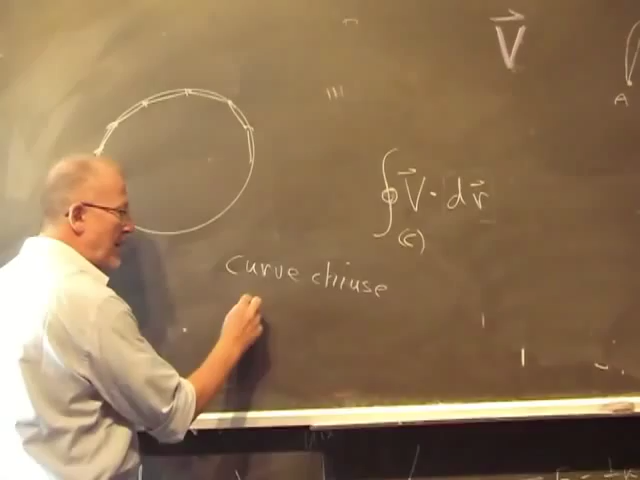 V⃗
A
∮ V⃗ · dr⃗
(c)
curve chiuse